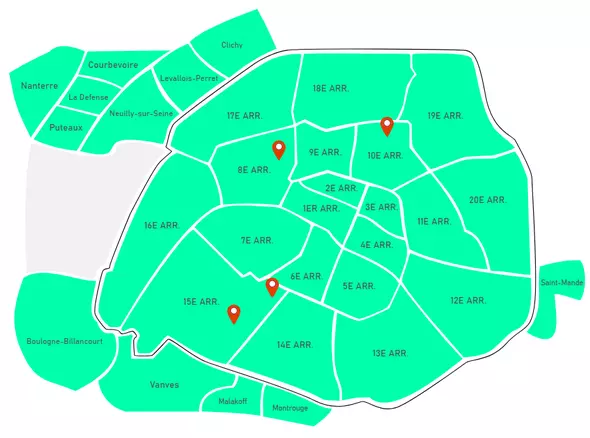 Clichy
Courbevoire
Levallois-Perret
Nanterre
La Defense
18E ARR.
17E ARR.
19E ARR.
Neuilly-sur-Seine
Puteaux
9E ARR.
10E ARR.
8E ARR.
2E ARR.
20E ARR.
1ER ARR.
3E ARR.
11E ARR.
16E ARR.
7E ARR.
4E ARR.
6E ARR.
5E ARR.
Saint-Mande
15E ARR.
12E ARR.
Boulogne-Billancourt
14E ARR.
13E ARR.
Vanves
Malakoff
Montrouge